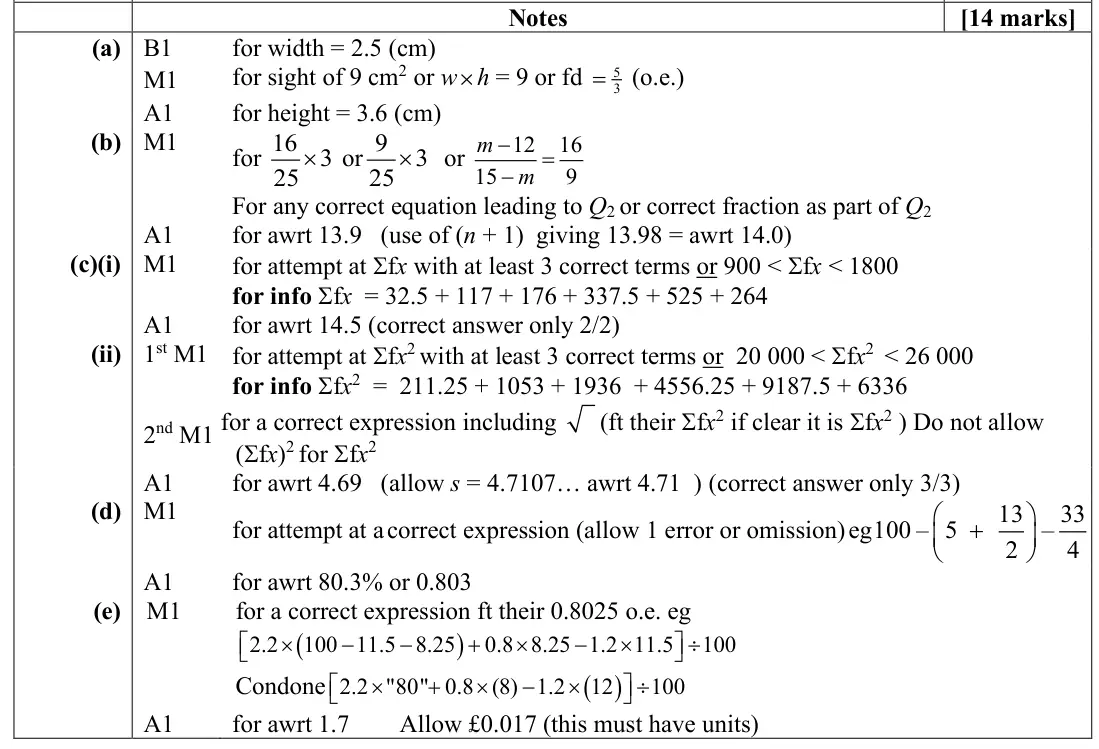 Notes [14 marks]
(a) B1 for width = 2.5 (cm)
M1 for sight of 9 cm² or w × h = 9 or fd = 5/3 (o.e.)
A1 for height = 3.6 (cm)
(b) M1 for 16/25 × 3 or 9/25 × 3 or (m − 12)/(15 − m) = 16/9
For any correct equation leading to Q₂ or correct fraction as part of Q₂
A1 for awrt 13.9 (use of (n + 1) giving 13.98 = awrt 14.0)
(c)(i) M1 for attempt at Σfx with at least 3 correct terms or 900 < Σfx < 1800
for info Σfx = 32.5 + 117 + 176 + 337.5 + 525 + 264
A1 for awrt 14.5 (correct answer only 2/2)
(ii) 1st M1 for attempt at Σfx² with at least 3 correct terms or 20 000 < Σfx² < 26 000
for info Σfx² = 211.25 + 1053 + 1936 + 4556.25 + 9187.5 + 6336
2nd M1 for a correct expression including √ (ft their Σfx² if clear it is Σfx² ) Do not allow
(Σfx)² for Σfx²
A1 for awrt 4.69 (allow s = 4.7107… awrt 4.71 ) (correct answer only 3/3)
(d) M1 for attempt at a correct expression (allow 1 error or omission) eg 100 − (5 + 13/2) − 33/4
A1 for awrt 80.3% or 0.803
(e) M1 for a correct expression ft their 0.8025 o.e. eg
[2.2 × (100 − 11.5 − 8.25) + 0.8 × 8.25 − 1.2 × 11.5] ÷ 100
Condone [2.2 × "80" + 0.8 × (8) − 1.2 × (12)] ÷ 100
A1 for awrt 1.7 Allow £0.017 (this must have units)